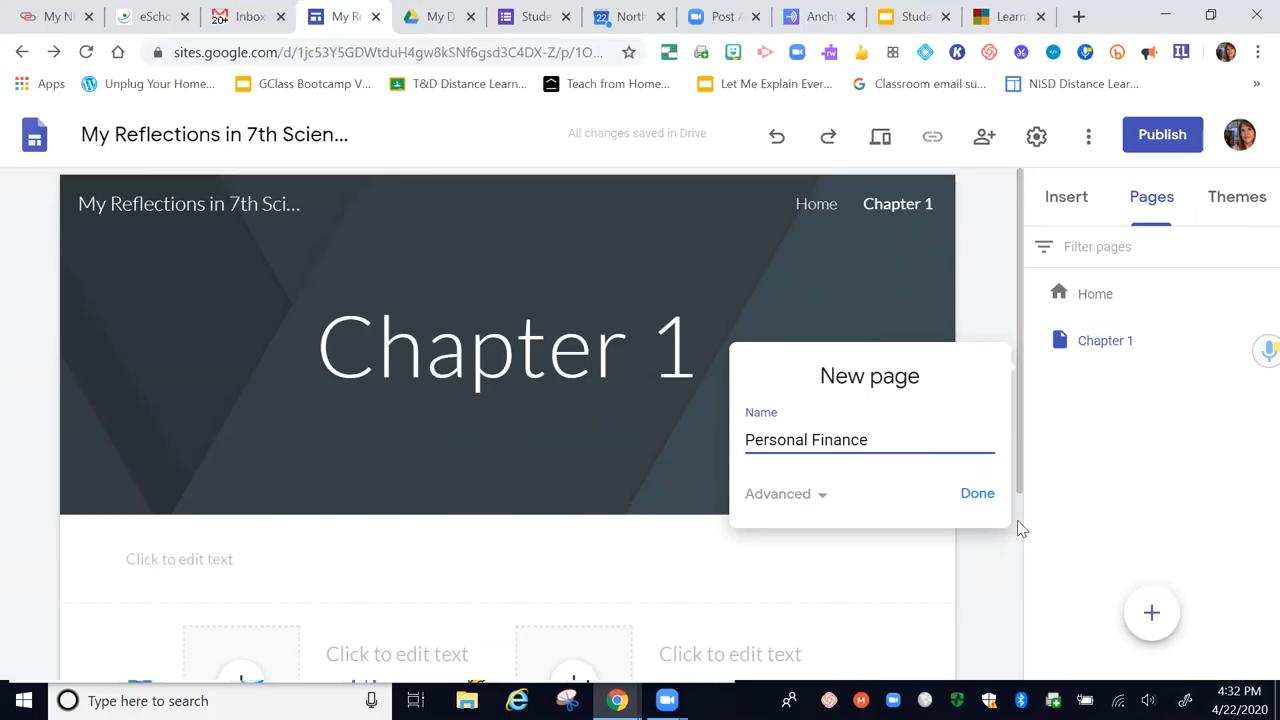 My N
eSch
Inbox
20+
My Re
My D
Stude
22
North
Post A
Ancho
Stude
Learn
sites.google.com/d/1jc53Y5GDWtduH4gw8kSNf6gsd3C4DX-Z/p/1O...
Apps
Unplug Your Home...
GClass Bootcamp V...
T&D Distance Learn...
Teach from Home...
Let Me Explain Ever...
Classroom email su...
NISD Distance Lear...
»
My Reflections in 7th Scien...
All changes saved in Drive
Publish
My Reflections in 7th Sci...
Home
Chapter 1
Insert
Pages
Themes
Filter pages
Home
Chapter 1
Chapter 1
New page
Name
Personal Finance
Advanced
Done
Click to edit text
Click to edit text
Click to edit text
Type here to search
4:32 PM
4/22/2020